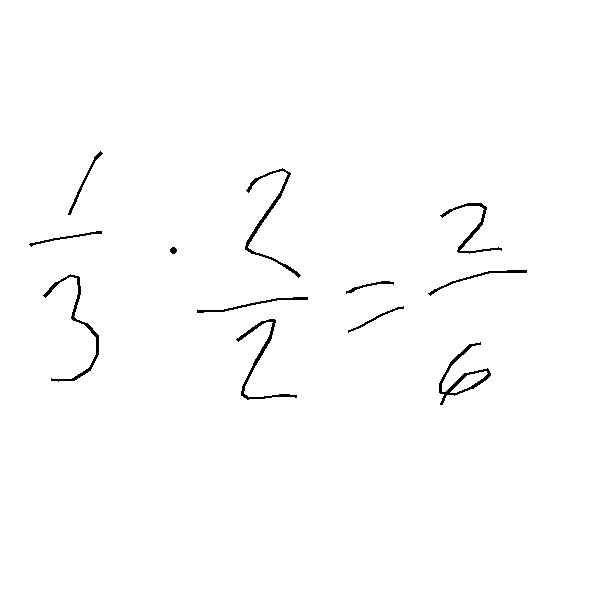 1/3 · 2/2 = 2/6